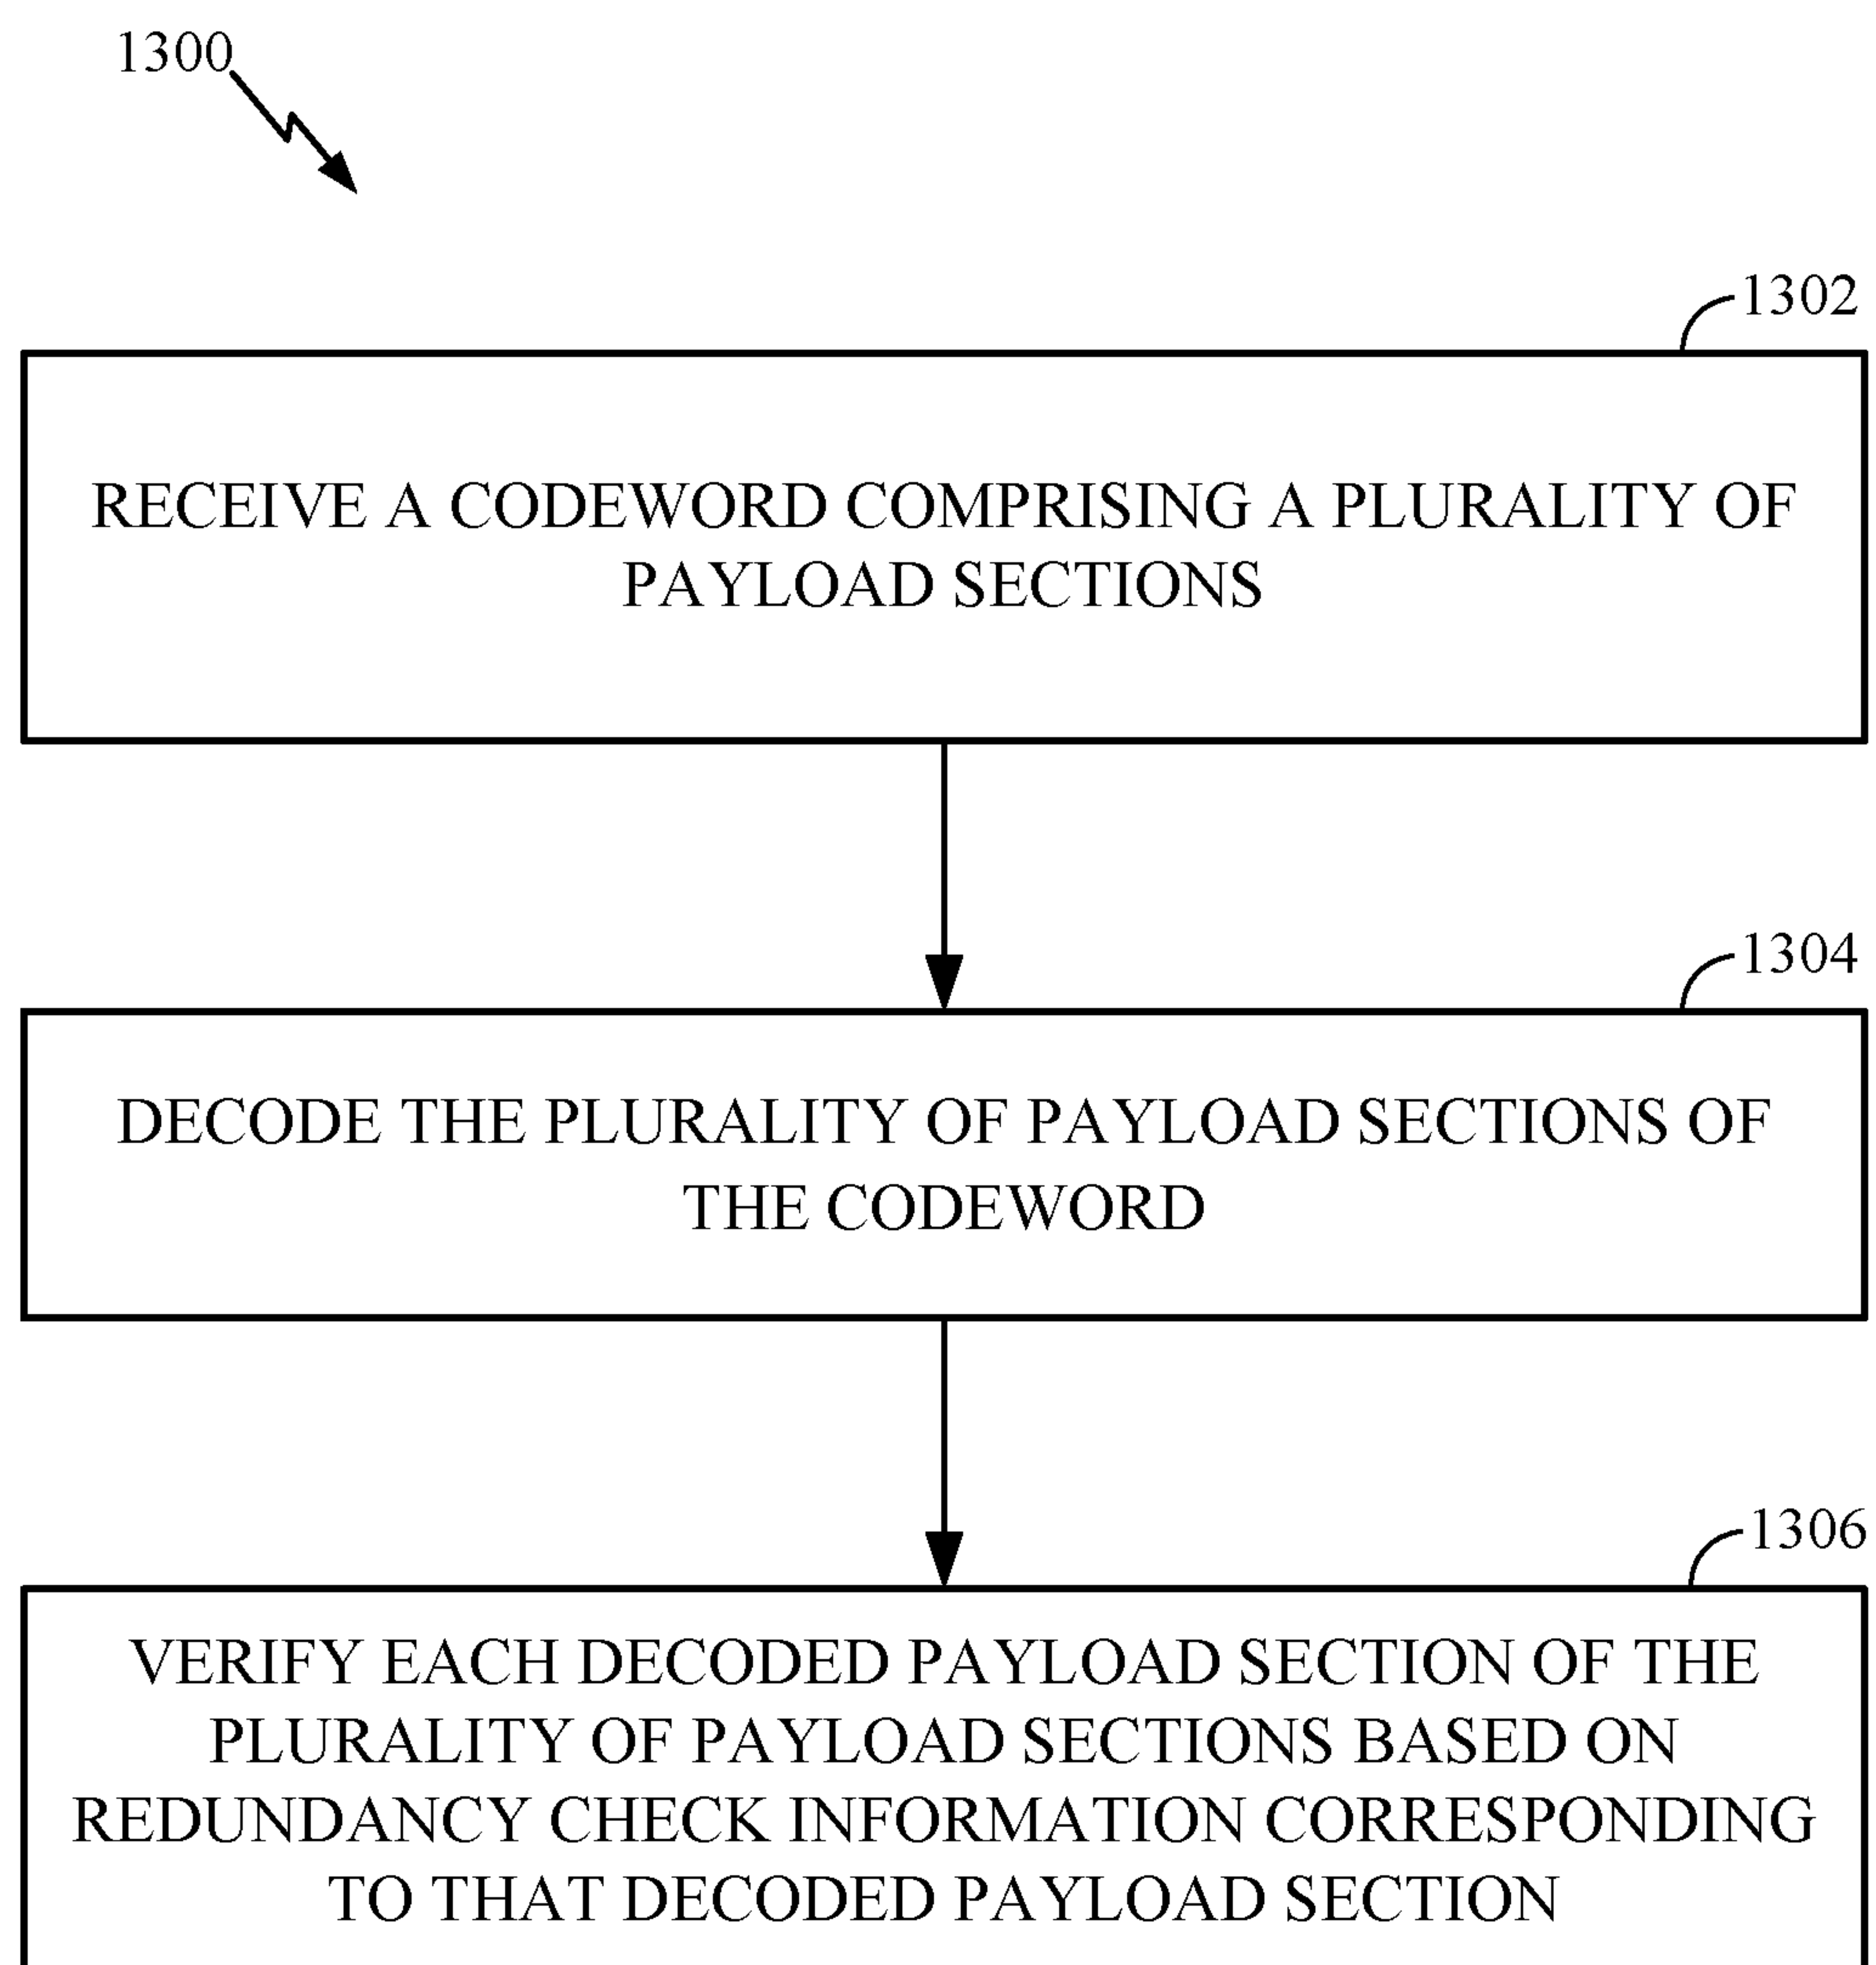 1300
1302
RECEIVE A CODEWORD COMPRISING A PLURALITY OF
PAYLOAD SECTIONS
1304
DECODE THE PLURALITY OF PAYLOAD SECTIONS OF
THE CODEWORD
1306
VERIFY EACH DECODED PAYLOAD SECTION OF THE
PLURALITY OF PAYLOAD SECTIONS BASED ON
REDUNDANCY CHECK INFORMATION CORRESPONDING
TO THAT DECODED PAYLOAD SECTION